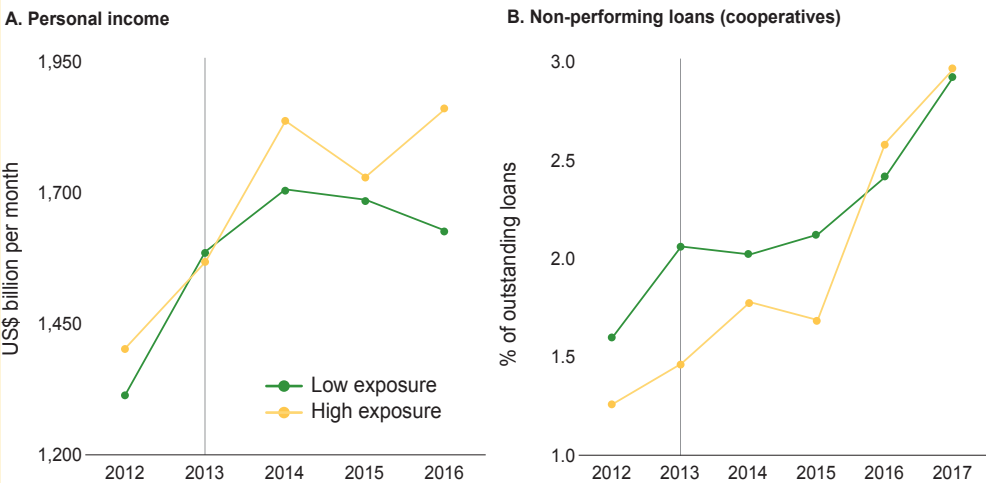 A. Personal income
US$ billion per month
1,950
1,700
1,450
1,200
2012 2013 2014 2015 2016
Low exposure
High exposure
B. Non-performing loans (cooperatives)
% of outstanding loans
3.0
2.5
2.0
1.5
1.0
2012 2013 2014 2015 2016 2017